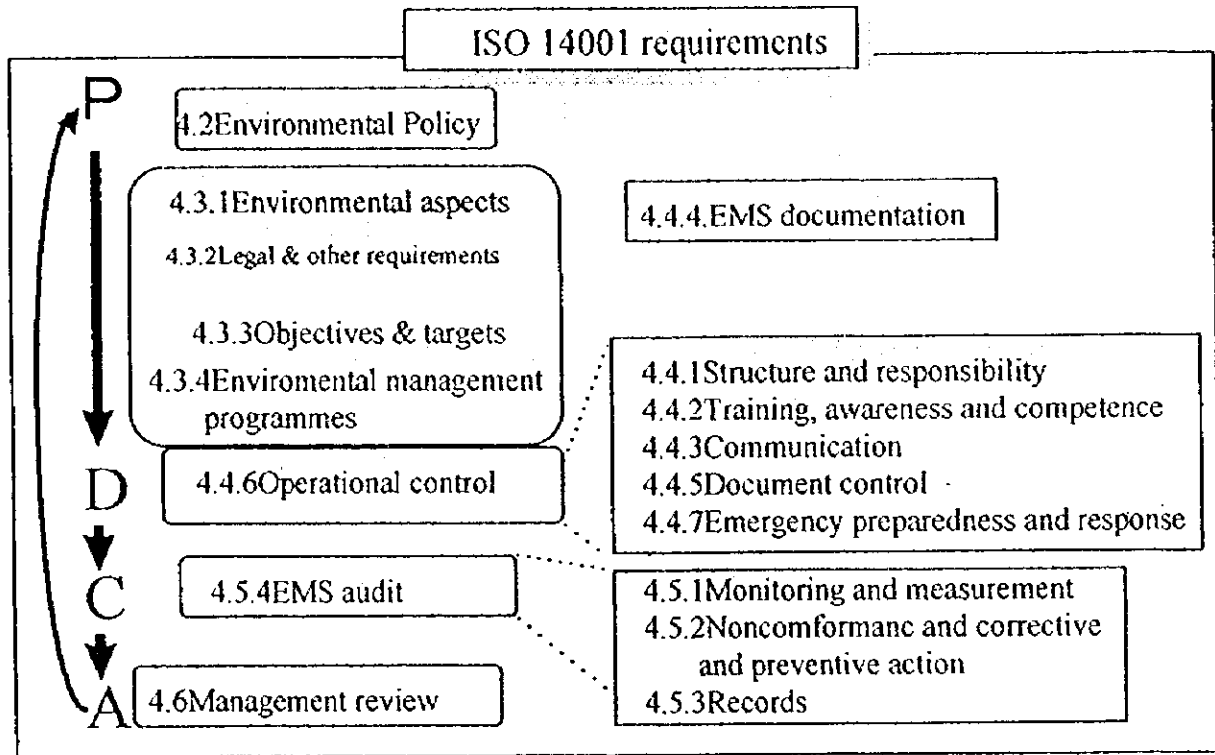 ISO 14001 requirements
P
4.2Environmental Policy
4.3.1Environmental aspects
4.3.2Legal & other requirements
4.3.3Objectives & targets
4.3.4Enviromental management
programmes
4.4.4.EMS documentation
D
4.4.6Operational control
4.4.1Structure and responsibility
4.4.2Training, awareness and competence
4.4.3Communication
4.4.5Document control
4.4.7Emergency preparedness and response
C
4.5.4EMS audit
4.5.1Monitoring and measurement
4.5.2Noncomformanc and corrective
and preventive action
4.5.3Records
A
4.6Management review